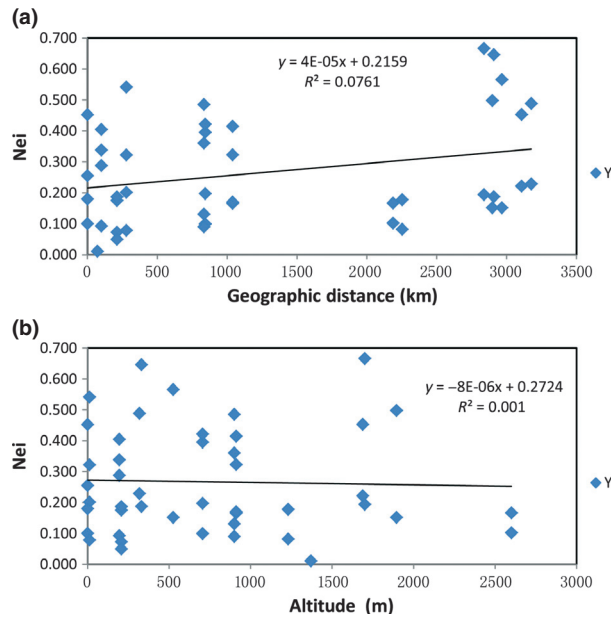 (a)
0.700
0.600
0.500
0.400
0.300
0.200
0.100
0.000
Nei
y = 4E-05x + 0.2159
R² = 0.0761
Y
0
500
1000
1500
2000
2500
3000
3500
Geographic distance (km)
(b)
0.700
0.600
0.500
0.400
0.300
0.200
0.100
0.000
Nei
y = −8E-06x + 0.2724
R² = 0.001
Y
0
500
1000
1500
2000
2500
3000
Altitude (m)